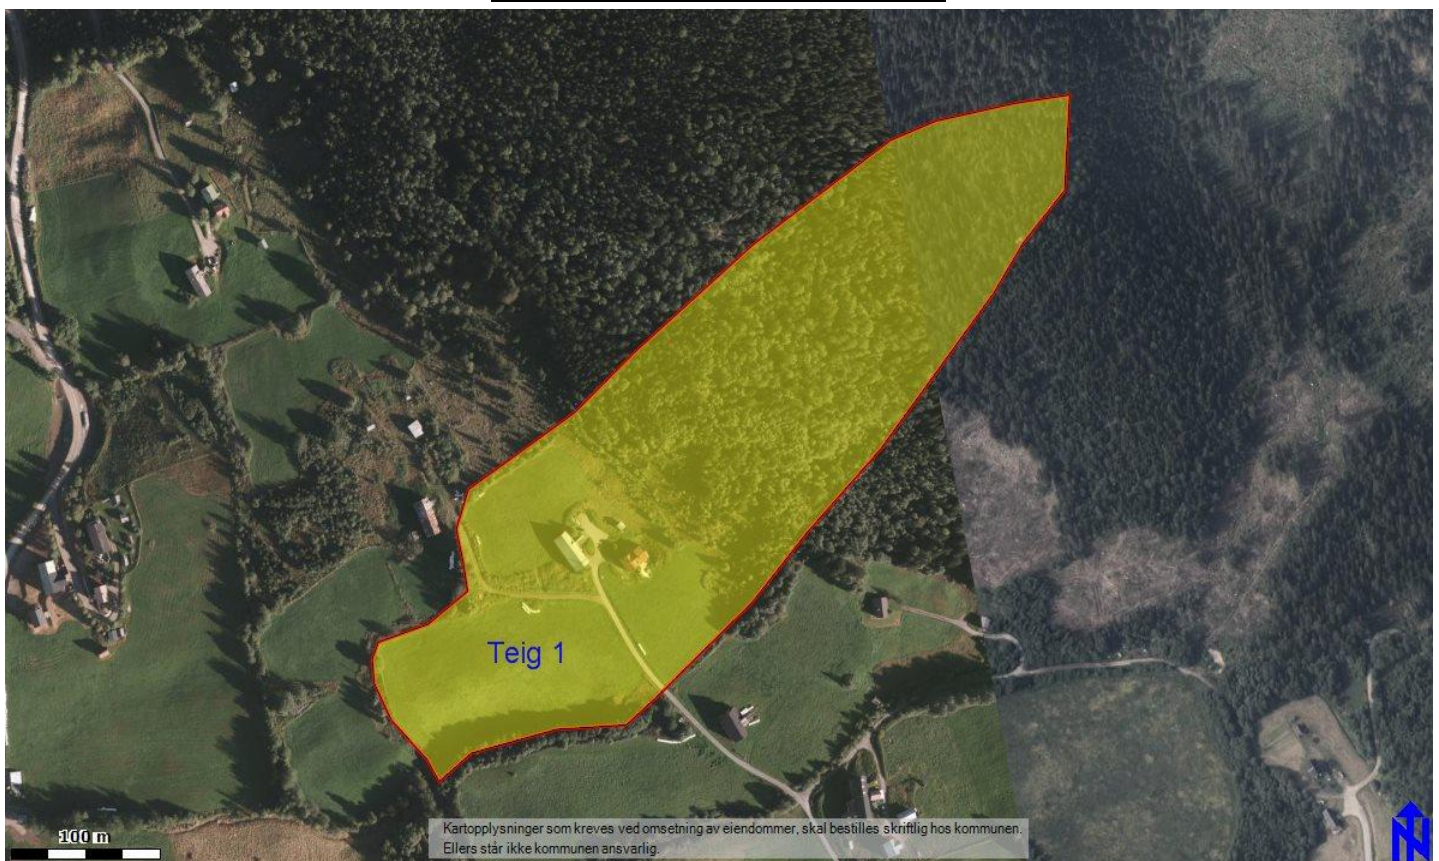 Teig 1
100 m
Kartopplysninger som kreves ved omsetning av eiendommer, skal bestilles skriftlig hos kommunen.
Ellers står ikke kommunen ansvarlig.
N